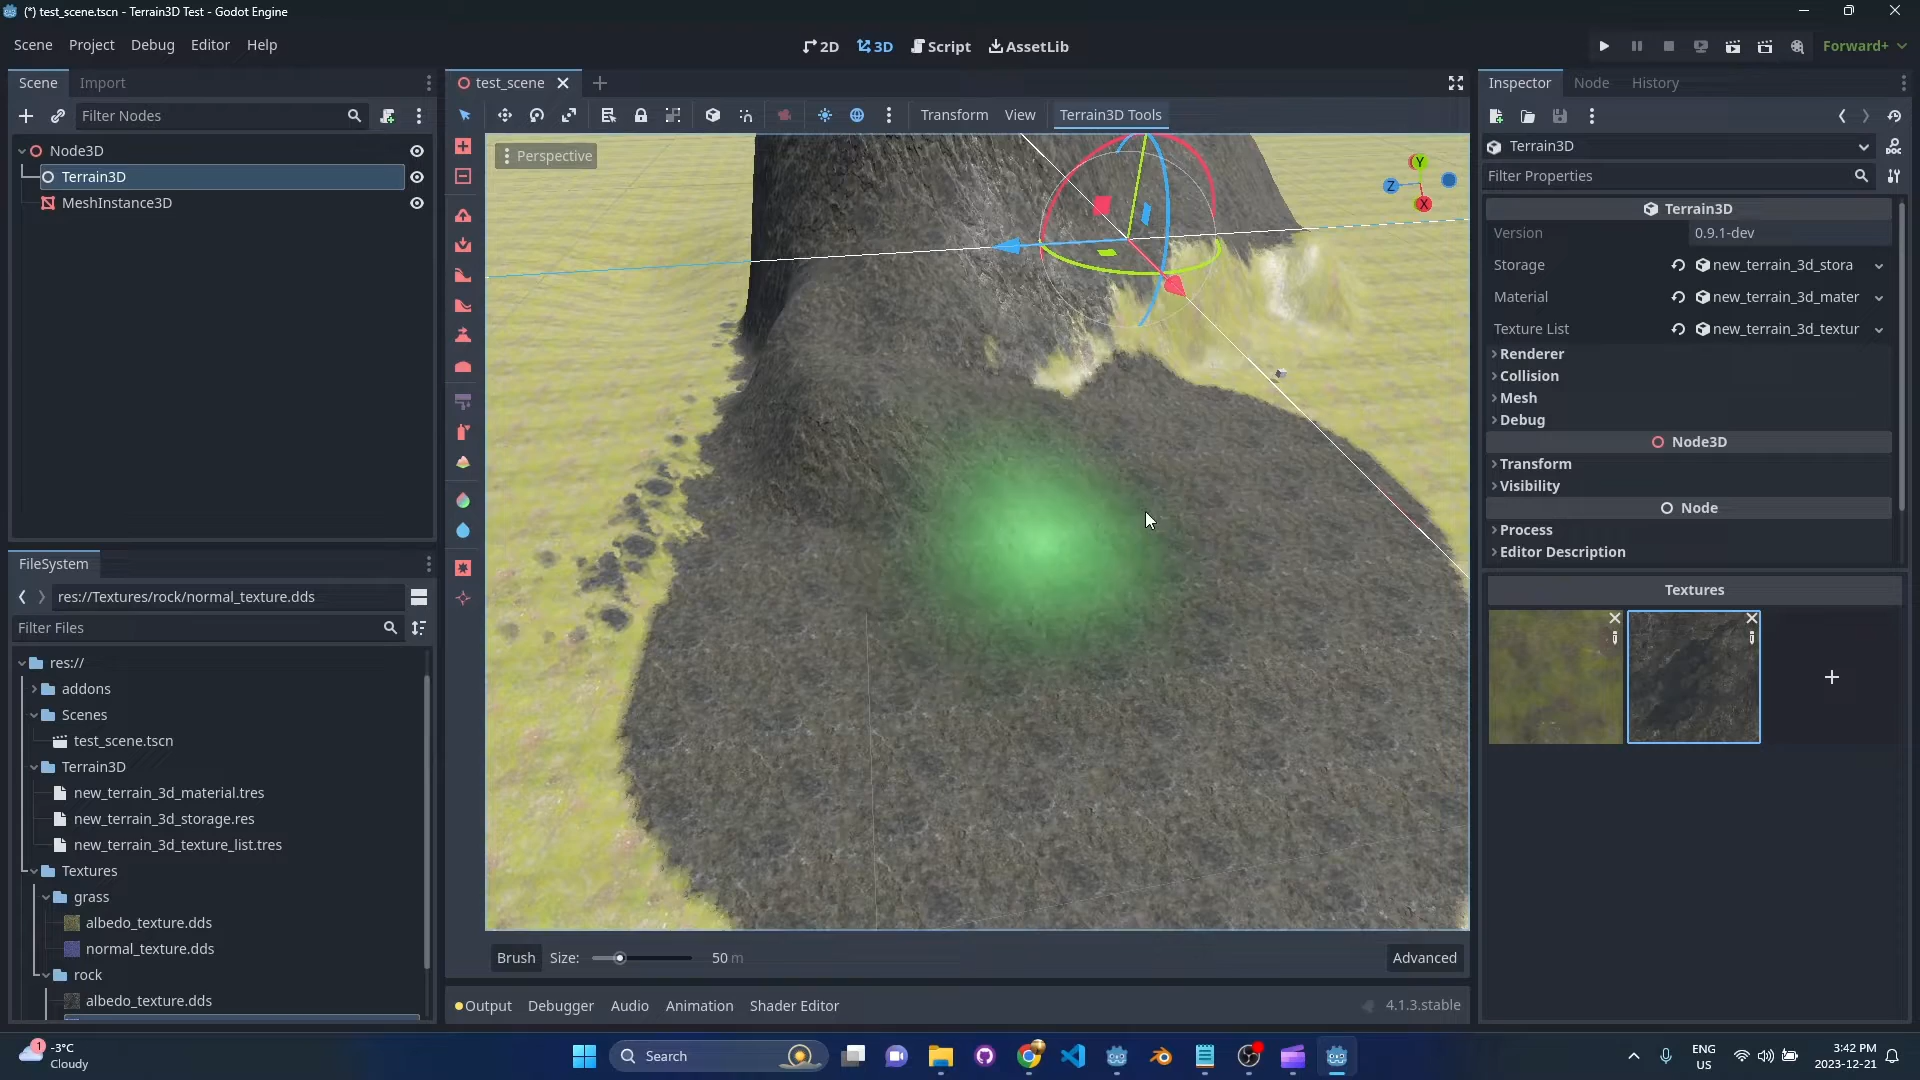 (*) test_scene.tscn - Terrain3D Test - Godot Engine
Scene Project Debug Editor Help
2D 3D Script AssetLib
Forward+
Scene Import
test_scene
Inspector Node History
Filter Nodes
Transform View Terrain3D Tools
Node3D
Terrain3D
MeshInstance3D
Perspective
Y
Z
X
Terrain3D
Filter Properties
Terrain3D
Version 0.9.1-dev
Storage new_terrain_3d_stora
Material new_terrain_3d_mater
Texture List new_terrain_3d_textur
Renderer
Collision
Mesh
Debug
Node3D
Transform
Visibility
Node
Process
Editor Description
Textures
FileSystem
res://Textures/rock/normal_texture.dds
Filter Files
res://
addons
Scenes
test_scene.tscn
Terrain3D
new_terrain_3d_material.tres
new_terrain_3d_storage.res
new_terrain_3d_texture_list.tres
Textures
grass
albedo_texture.dds
normal_texture.dds
rock
albedo_texture.dds
Brush Size: 50 m Advanced
Output Debugger Audio Animation Shader Editor 4.1.3.stable
1
-3°C
Cloudy
Search
ENG
US
3:42 PM
2023-12-21